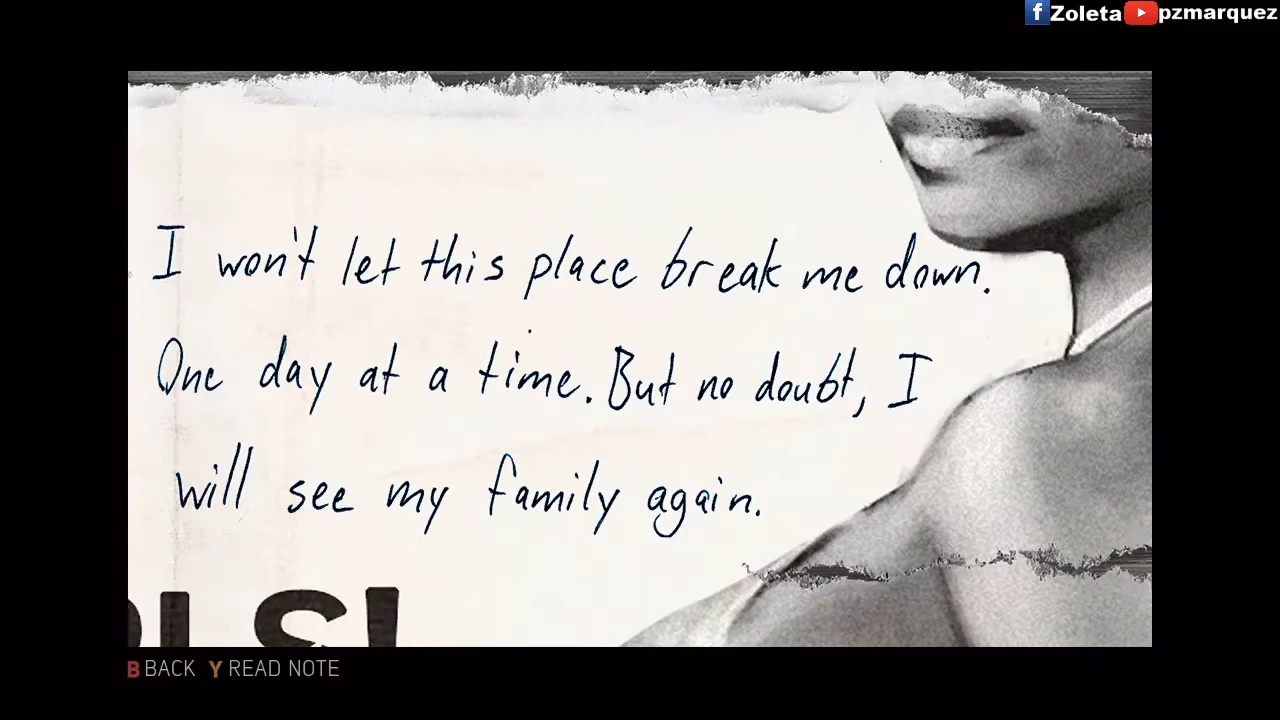 f Zoleta pzmarquez
I won't let this place break me down.
One day at a time. But no doubt, I
will see my family again.
LS!
B BACK Y READ NOTE